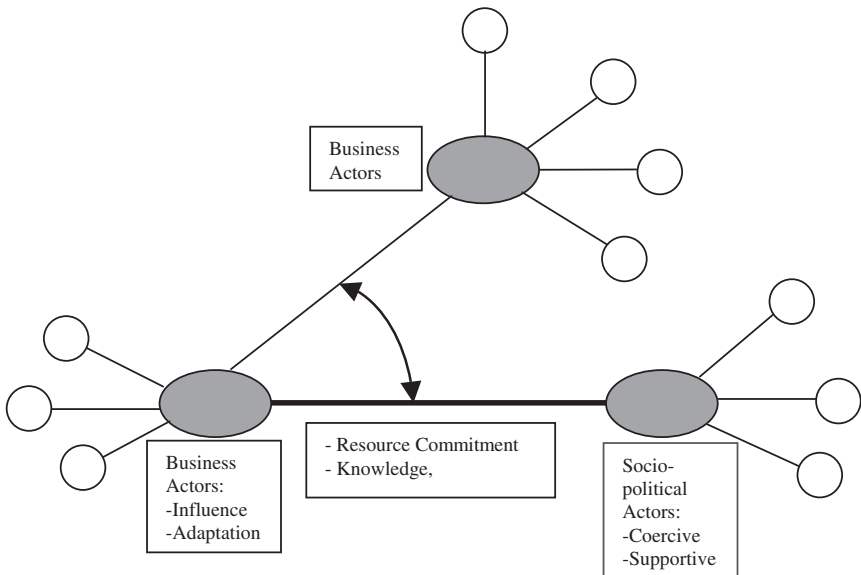 Business
Actors
- Resource Commitment
- Knowledge,
Business
Actors:
-Influence
-Adaptation
Socio-
political
Actors:
-Coercive
-Supportive